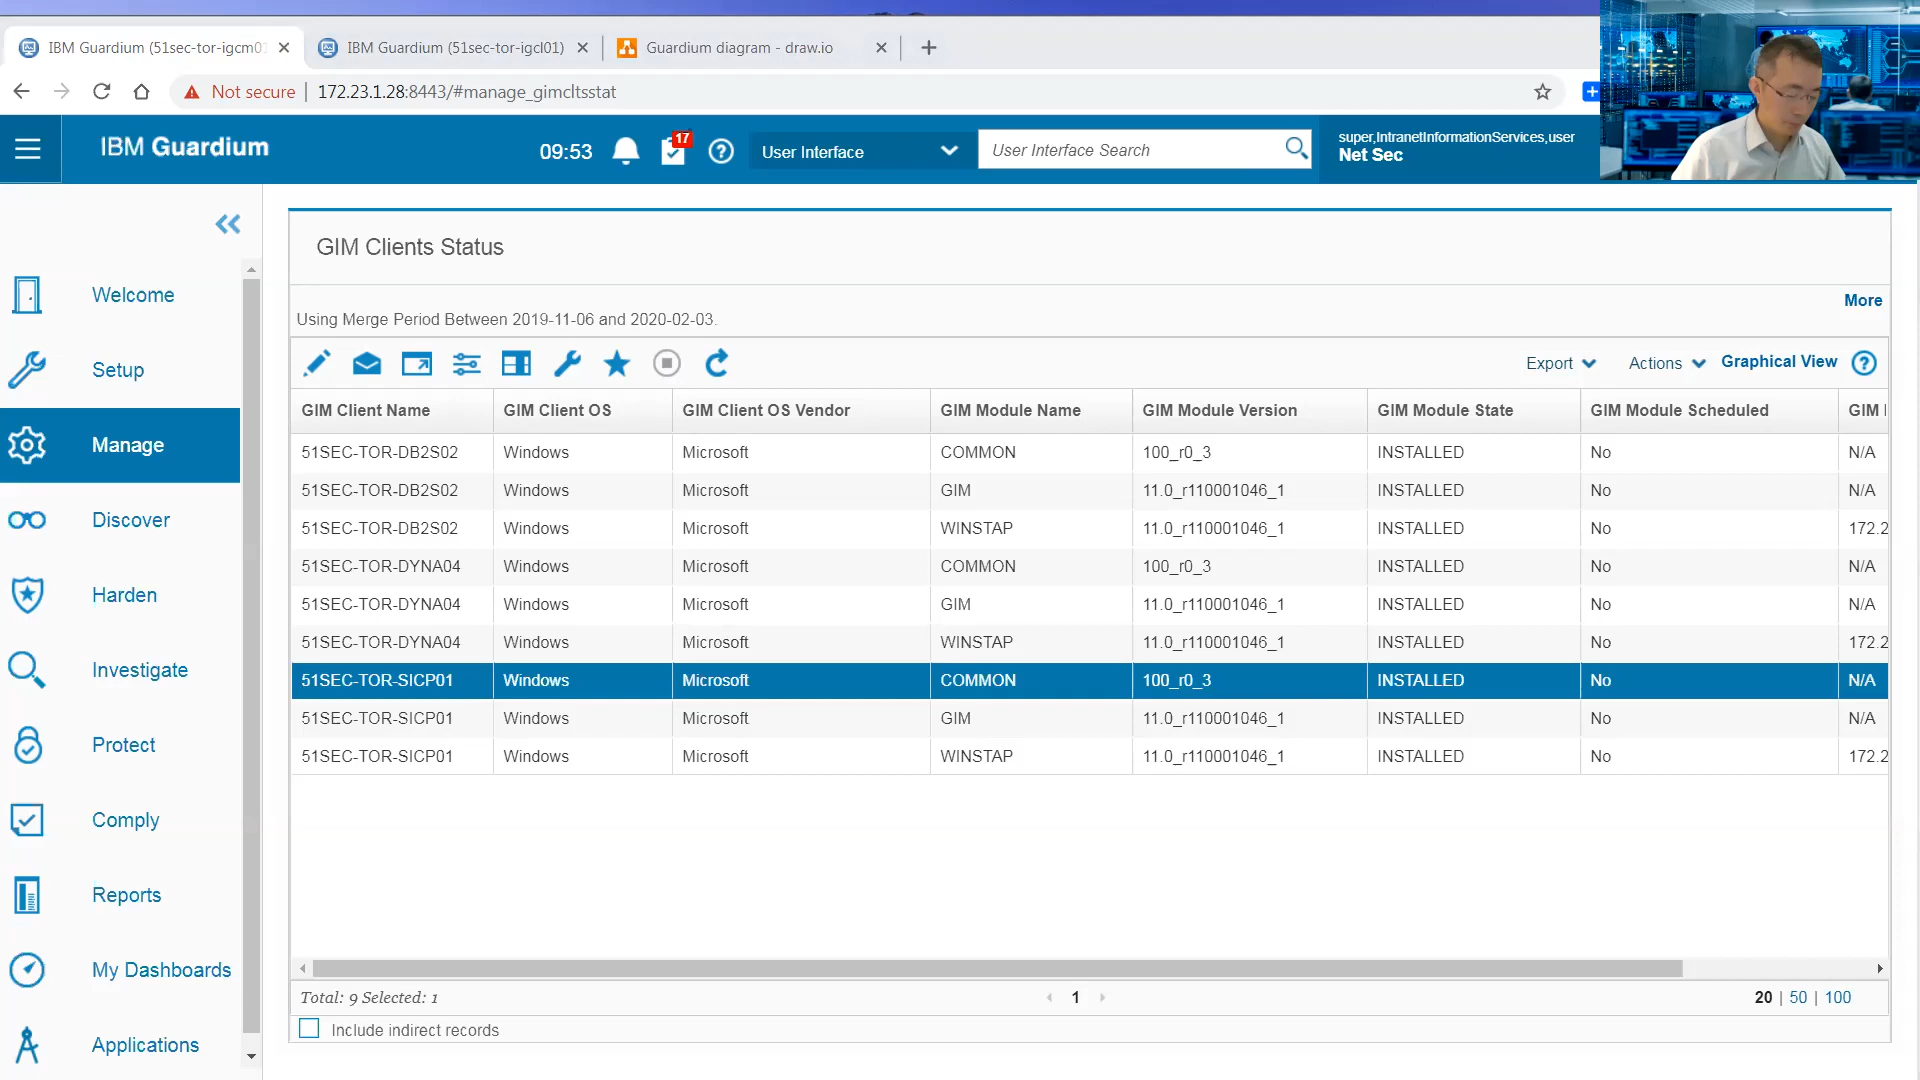 IBM Guardium (51sec-tor-igcm01
IBM Guardium (51sec-tor-igcl01)
Guardium diagram - draw.io
Not secure
172.23.1.28:8443/#manage_gimcltsstat
IBM Guardium
09:53
17
User Interface
User Interface Search
super,IntranetInformationServices,user
Net Sec
Welcome
Setup
Manage
Discover
Harden
Investigate
Protect
Comply
Reports
My Dashboards
Applications
GIM Clients Status
More
Using Merge Period Between 2019-11-06 and 2020-02-03.
Export Actions Graphical View
GIM Client Name GIM Client OS GIM Client OS Vendor GIM Module Name GIM Module Version GIM Module State GIM Module Scheduled GIM
51SEC-TOR-DB2S02 Windows Microsoft COMMON 100_r0_3 INSTALLED No N/A
51SEC-TOR-DB2S02 Windows Microsoft GIM 11.0_r110001046_1 INSTALLED No N/A
51SEC-TOR-DB2S02 Windows Microsoft WINSTAP 11.0_r110001046_1 INSTALLED No 172.2
51SEC-TOR-DYNA04 Windows Microsoft COMMON 100_r0_3 INSTALLED No N/A
51SEC-TOR-DYNA04 Windows Microsoft GIM 11.0_r110001046_1 INSTALLED No N/A
51SEC-TOR-DYNA04 Windows Microsoft WINSTAP 11.0_r110001046_1 INSTALLED No 172.2
51SEC-TOR-SICP01 Windows Microsoft COMMON 100_r0_3 INSTALLED No N/A
51SEC-TOR-SICP01 Windows Microsoft GIM 11.0_r110001046_1 INSTALLED No N/A
51SEC-TOR-SICP01 Windows Microsoft WINSTAP 11.0_r110001046_1 INSTALLED No 172.2
Total: 9 Selected: 1
1
20 | 50 | 100
Include indirect records